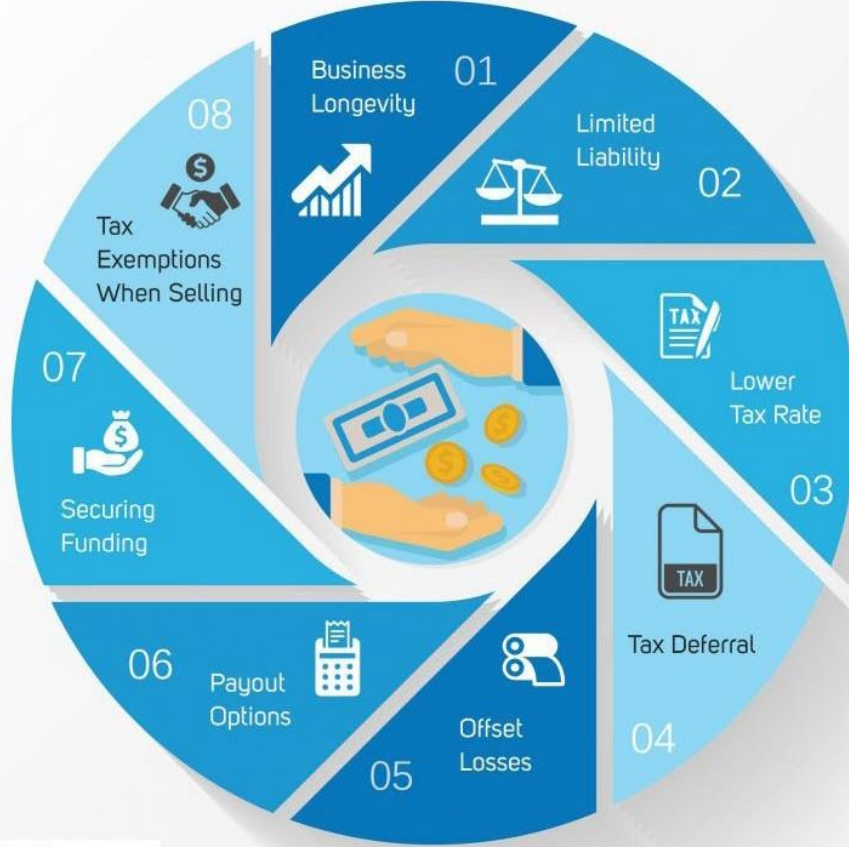 01
Business
Longevity
02
Limited
Liability
TAX
Lower
Tax Rate
03
TAX
Tax Deferral
04
Offset
Losses
05
06
Payout
Options
07
$
Securing
Funding
08
$
Tax
Exemptions
When Selling
$
$
$